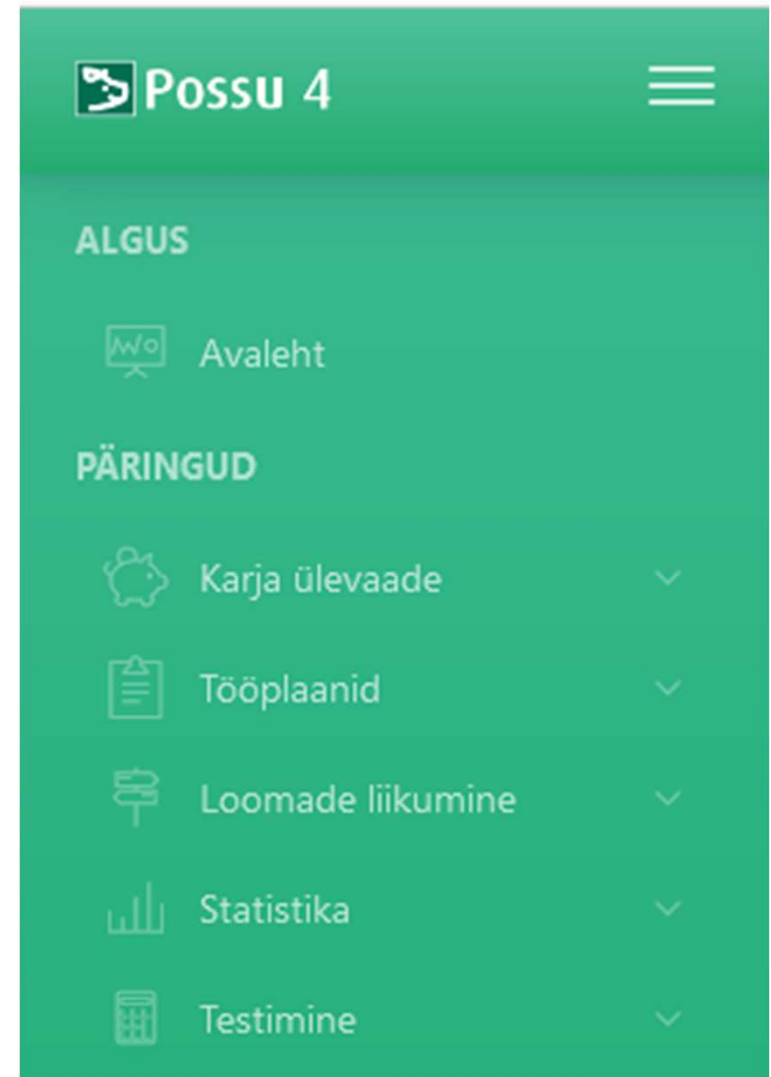 Possu 4
ALGUS
Avaleht
PÄRINGUD
Karja ülevaade
Tööplaanid
Loomade liikumine
Statistika
Testimine